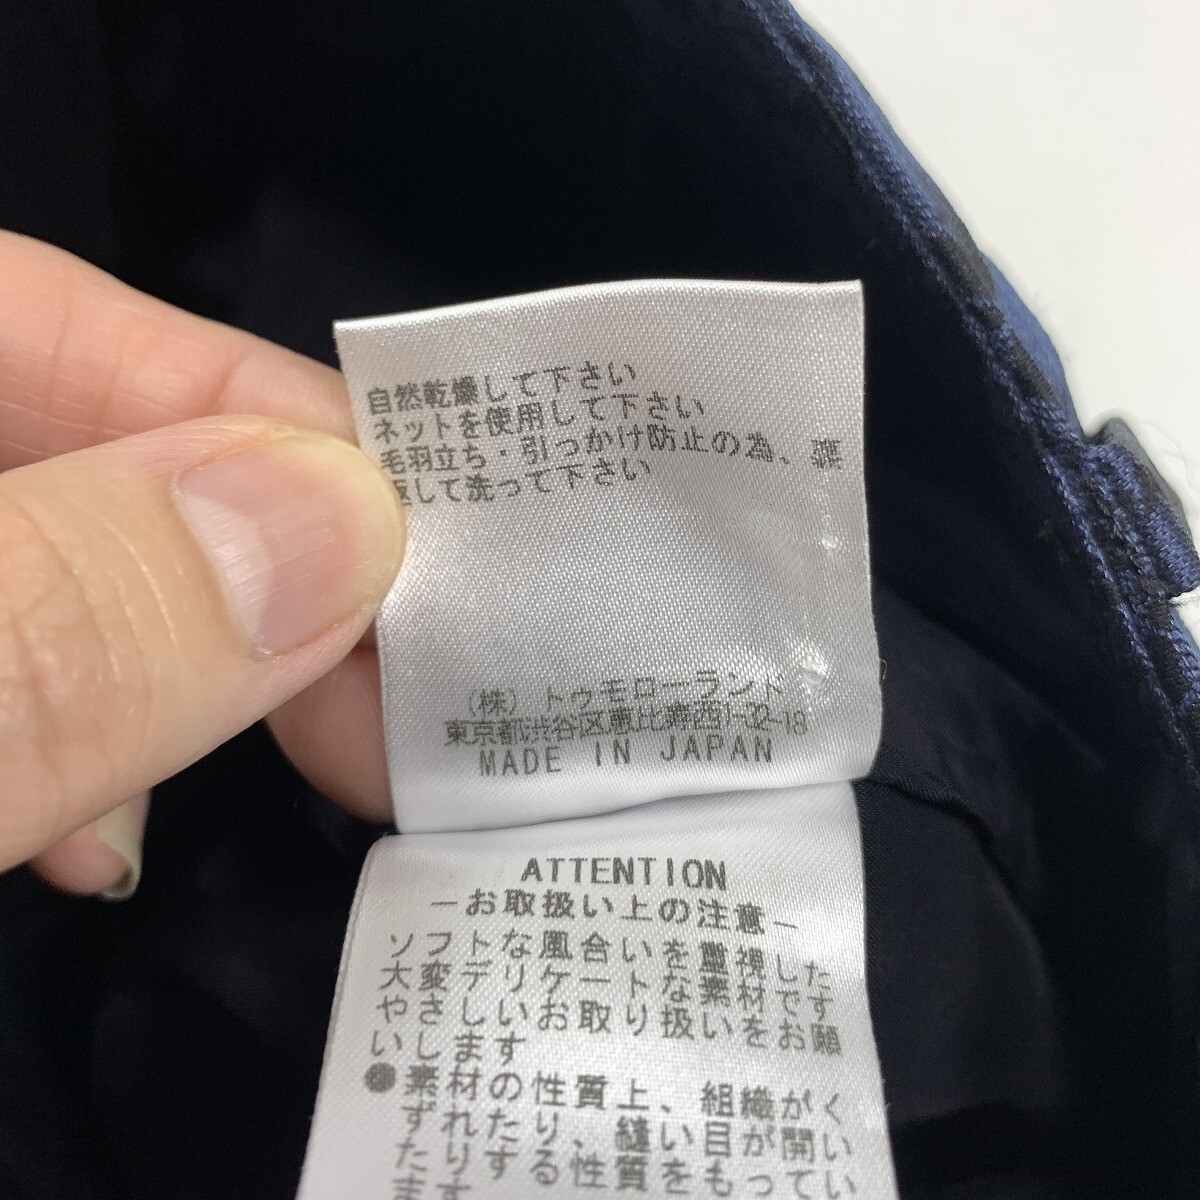 自然乾燥して下さい
ネットを使用して下さい
毛羽立ち・引っかけ防止の為、裏
返して洗って下さい
(株) トゥモローランド
東京都渋谷区恵比寿西1-32-18
MADE IN JAPAN
ATTENTION
－お取扱い上の注意－
ソフトな風合いを重視した
大変デリケートな素材です
やさしいお取り扱いをお願
いします
●素材の性質上、組織がく
ずれたり、縫い目が開いい
たりする性質をもってい
ます